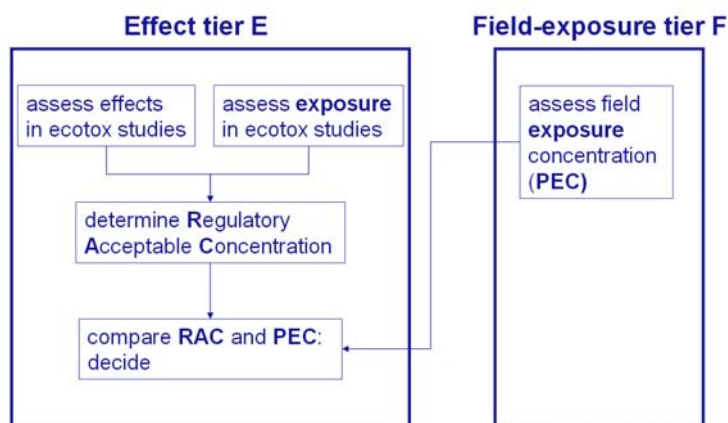 Effect tier E
Field-exposure tier F
assess effects
in ecotox studies
assess exposure
in ecotox studies
assess field
exposure
concentration
(PEC)
determine Regulatory
Acceptable Concentration
compare RAC and PEC:
decide